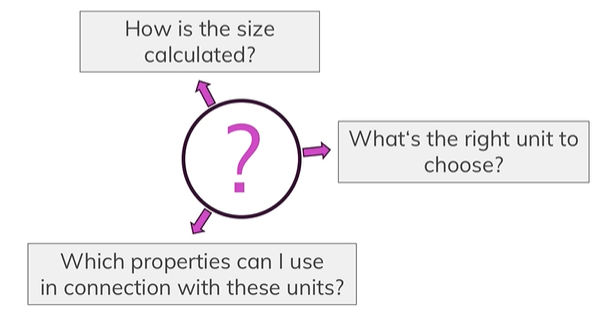 How is the size
calculated?
?
What‘s the right unit to
choose?
Which properties can I use
in connection with these units?